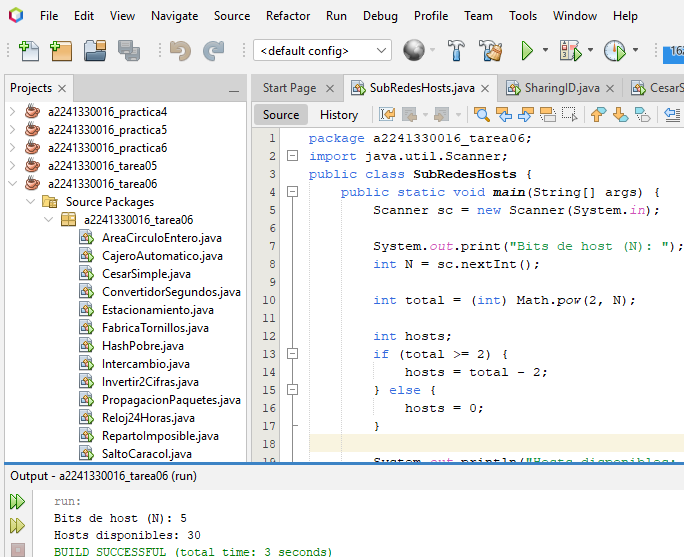 File Edit View Navigate Source Refactor Run Debug Profile Team Tools Window Help
<default config>
Projects
Start Page SubRedesHosts.java SharingID.java CesarS
Source History
a2241330016_practica4
a2241330016_practica5
a2241330016_practica6
a2241330016_tarea05
a2241330016_tarea06
Source Packages
a2241330016_tarea06
AreaCirculoEntero.java
CajeroAutomatico.java
CesarSimple.java
ConvertidorSegundos.java
Estacionamiento.java
FabricaTornillos.java
HashPobre.java
Intercambio.java
Invertir2Cifras.java
PropagacionPaquetes.java
Reloj24Horas.java
RepartoImposible.java
SaltoCaracol.java
1 package a2241330016_tarea06;
2 import java.util.Scanner;
3 public class SubRedesHosts {
4 public static void main(String[] args) {
5 Scanner sc = new Scanner(System.in);
6
7 System.out.print("Bits de host (N): ");
8 int N = sc.nextInt();
9
10 int total = (int) Math.pow(2, N);
11
12 int hosts;
13 if (total >= 2) {
14 hosts = total - 2;
15 } else {
16 hosts = 0;
17 }
18
19 System.out.println("Hosts disponibles:
Output - a2241330016_tarea06 (run)
run:
Bits de host (N): 5
Hosts disponibles: 30
BUILD SUCCESSFUL (total time: 3 seconds)